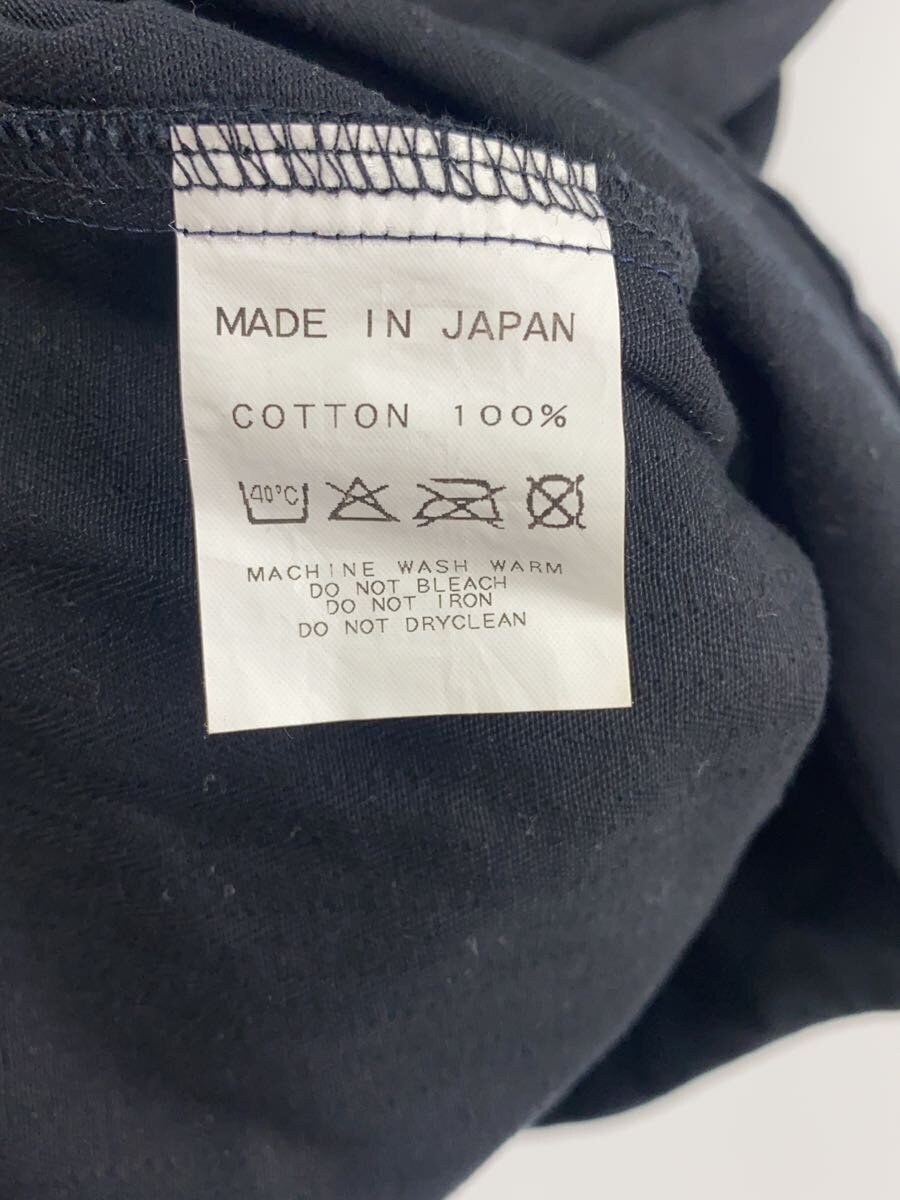 MADE IN JAPAN
COTTON 100%
40°C
MACHINE WASH WARM
DO NOT BLEACH
DO NOT IRON
DO NOT DRYCLEAN